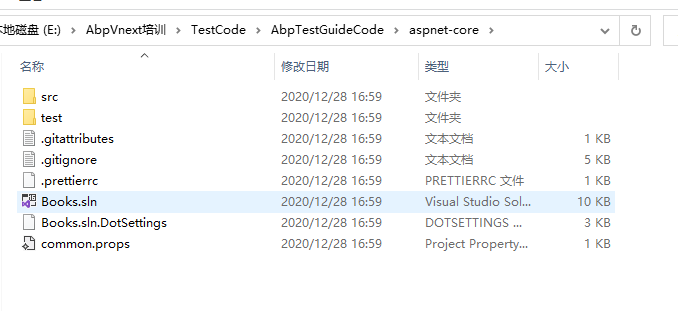 本地磁盘 (E:) › AbpVnext培训 › TestCode › AbpTestGuideCode › aspnet-core ›
名称 修改日期 类型 大小
src 2020/12/28 16:59 文件夹
test 2020/12/28 16:59 文件夹
.gitattributes 2020/12/28 16:59 文本文档 1 KB
.gitignore 2020/12/28 16:59 文本文档 5 KB
.prettierrc 2020/12/28 16:59 PRETTIERRC 文件 1 KB
Books.sln 2020/12/28 16:59 Visual Studio Sol... 10 KB
Books.sln.DotSettings 2020/12/28 16:59 DOTSETTINGS ... 3 KB
common.props 2020/12/28 16:59 Project Property... 1 KB